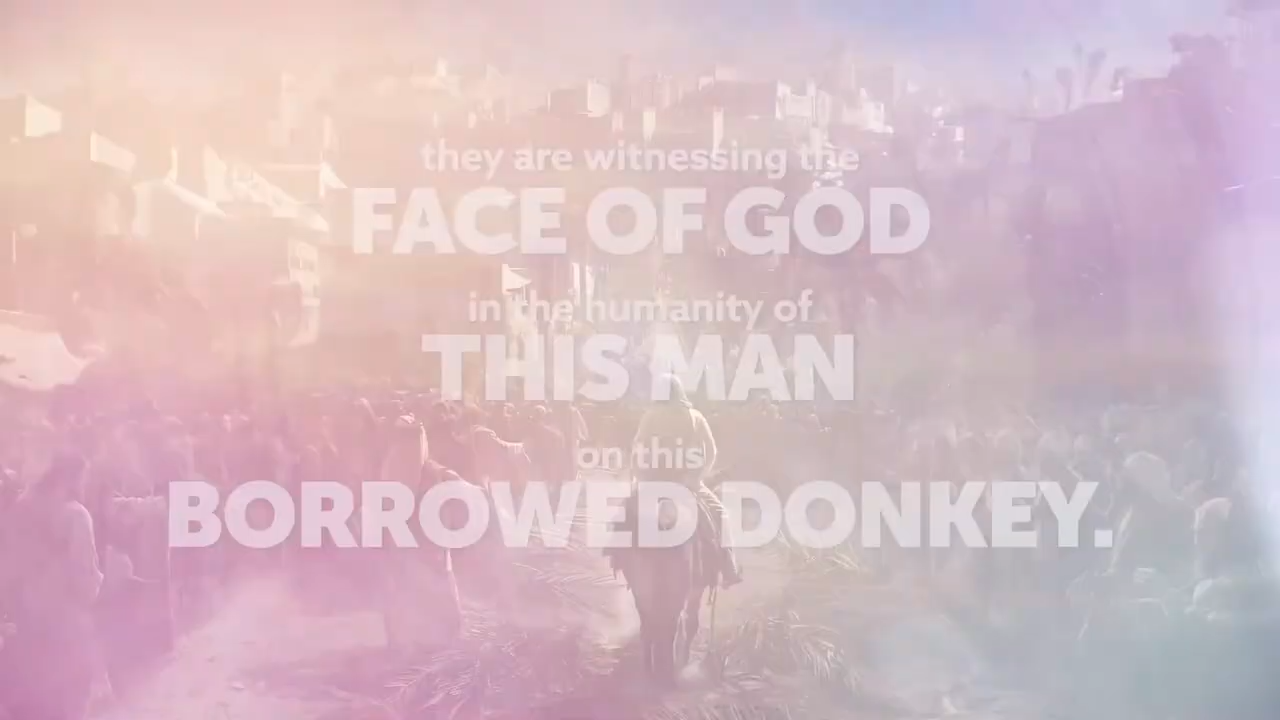 they are witnessing the
FACE OF GOD
in the humanity of
THIS MAN
on this
BORROWED DONKEY.